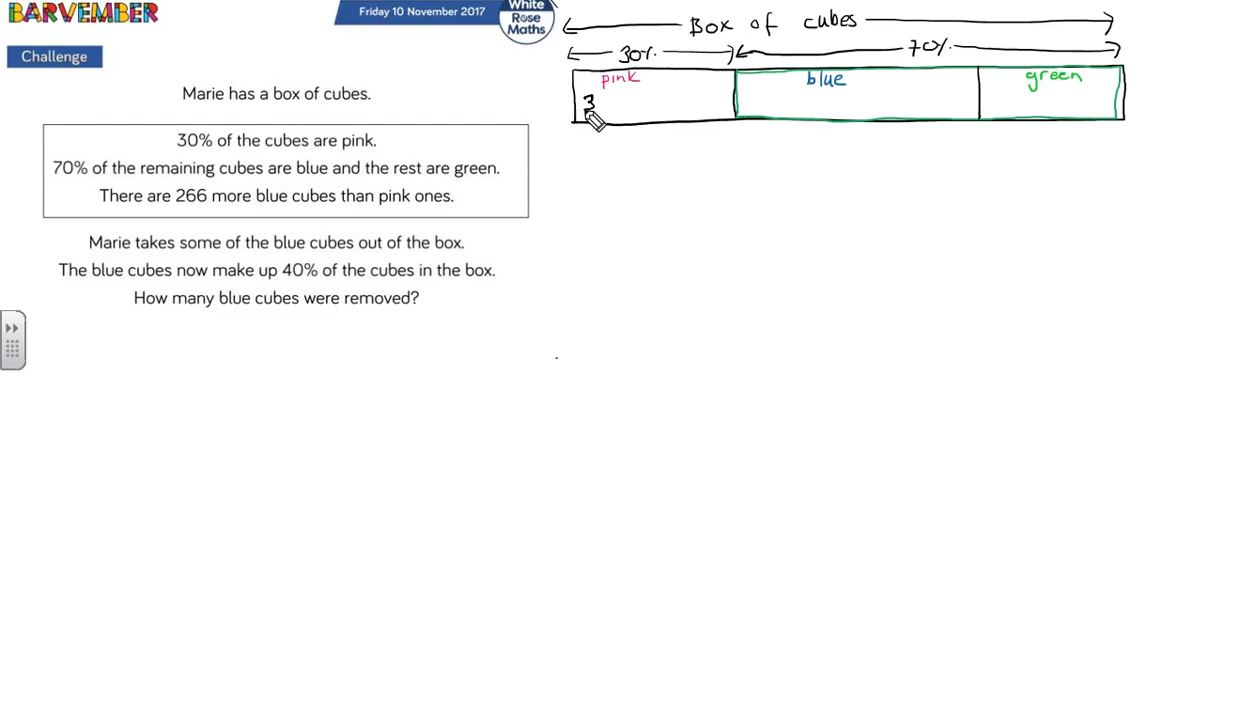 BARVEMBER
Friday 10 November 2017
White
Rose
Maths
Challenge
Marie has a box of cubes.
30% of the cubes are pink.
70% of the remaining cubes are blue and the rest are green.
There are 266 more blue cubes than pink ones.
Marie takes some of the blue cubes out of the box.
The blue cubes now make up 40% of the cubes in the box.
How many blue cubes were removed?
Box of cubes
30% 70%
pink blue green
3